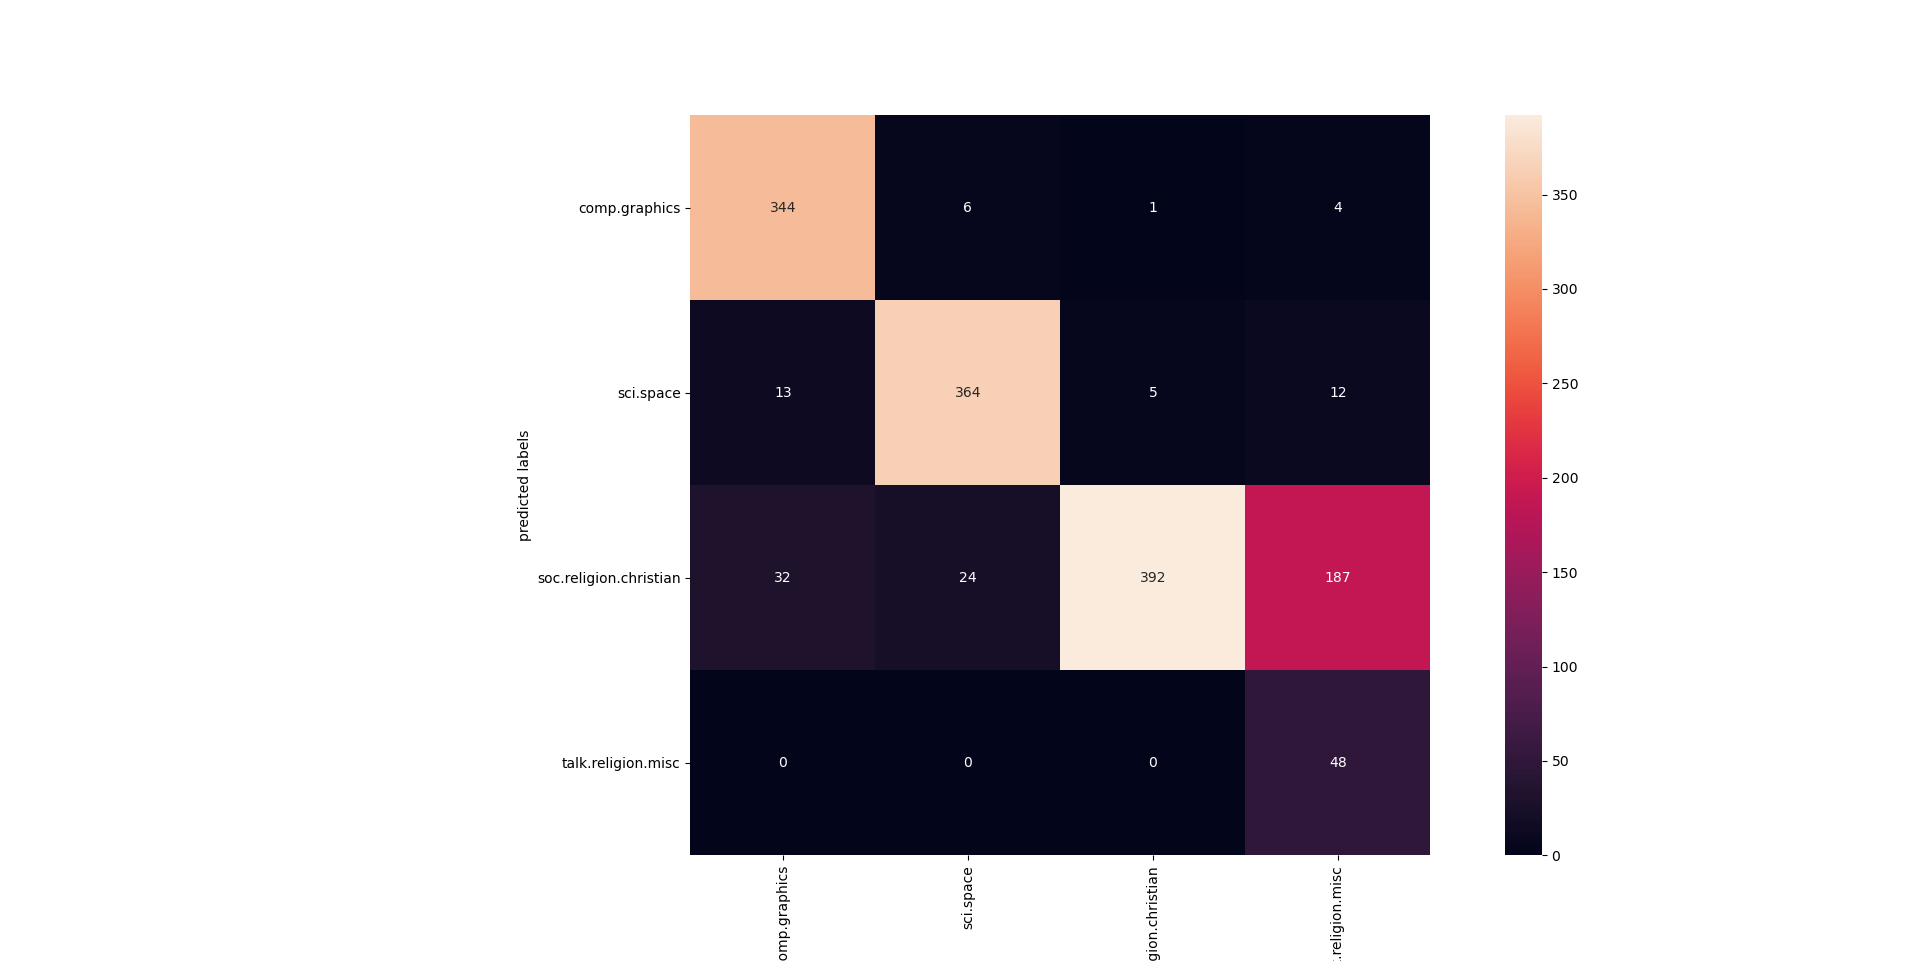 comp.graphics 344 6 1 4
sci.space 13 364 5 12
soc.religion.christian 32 24 392 187
talk.religion.misc 0 0 0 48
predicted labels
omp.graphics
sci.space
gion.christian
.religion.misc
350
300
250
200
150
100
50
0